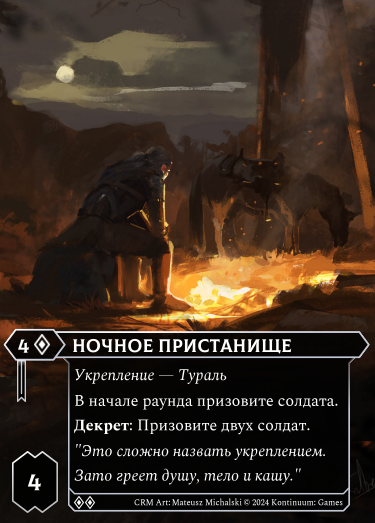 4 НОЧНОЕ ПРИСТАНИЩЕ
Укрепление — Тураль
В начале раунда призовите солдата.
Декрет: Призовите двух солдат.
"Это сложно назвать укреплением.
Зато греет душу, тело и кашу."
4
CRM Art: Mateusz Michalski © 2024 Kontinuum: Games